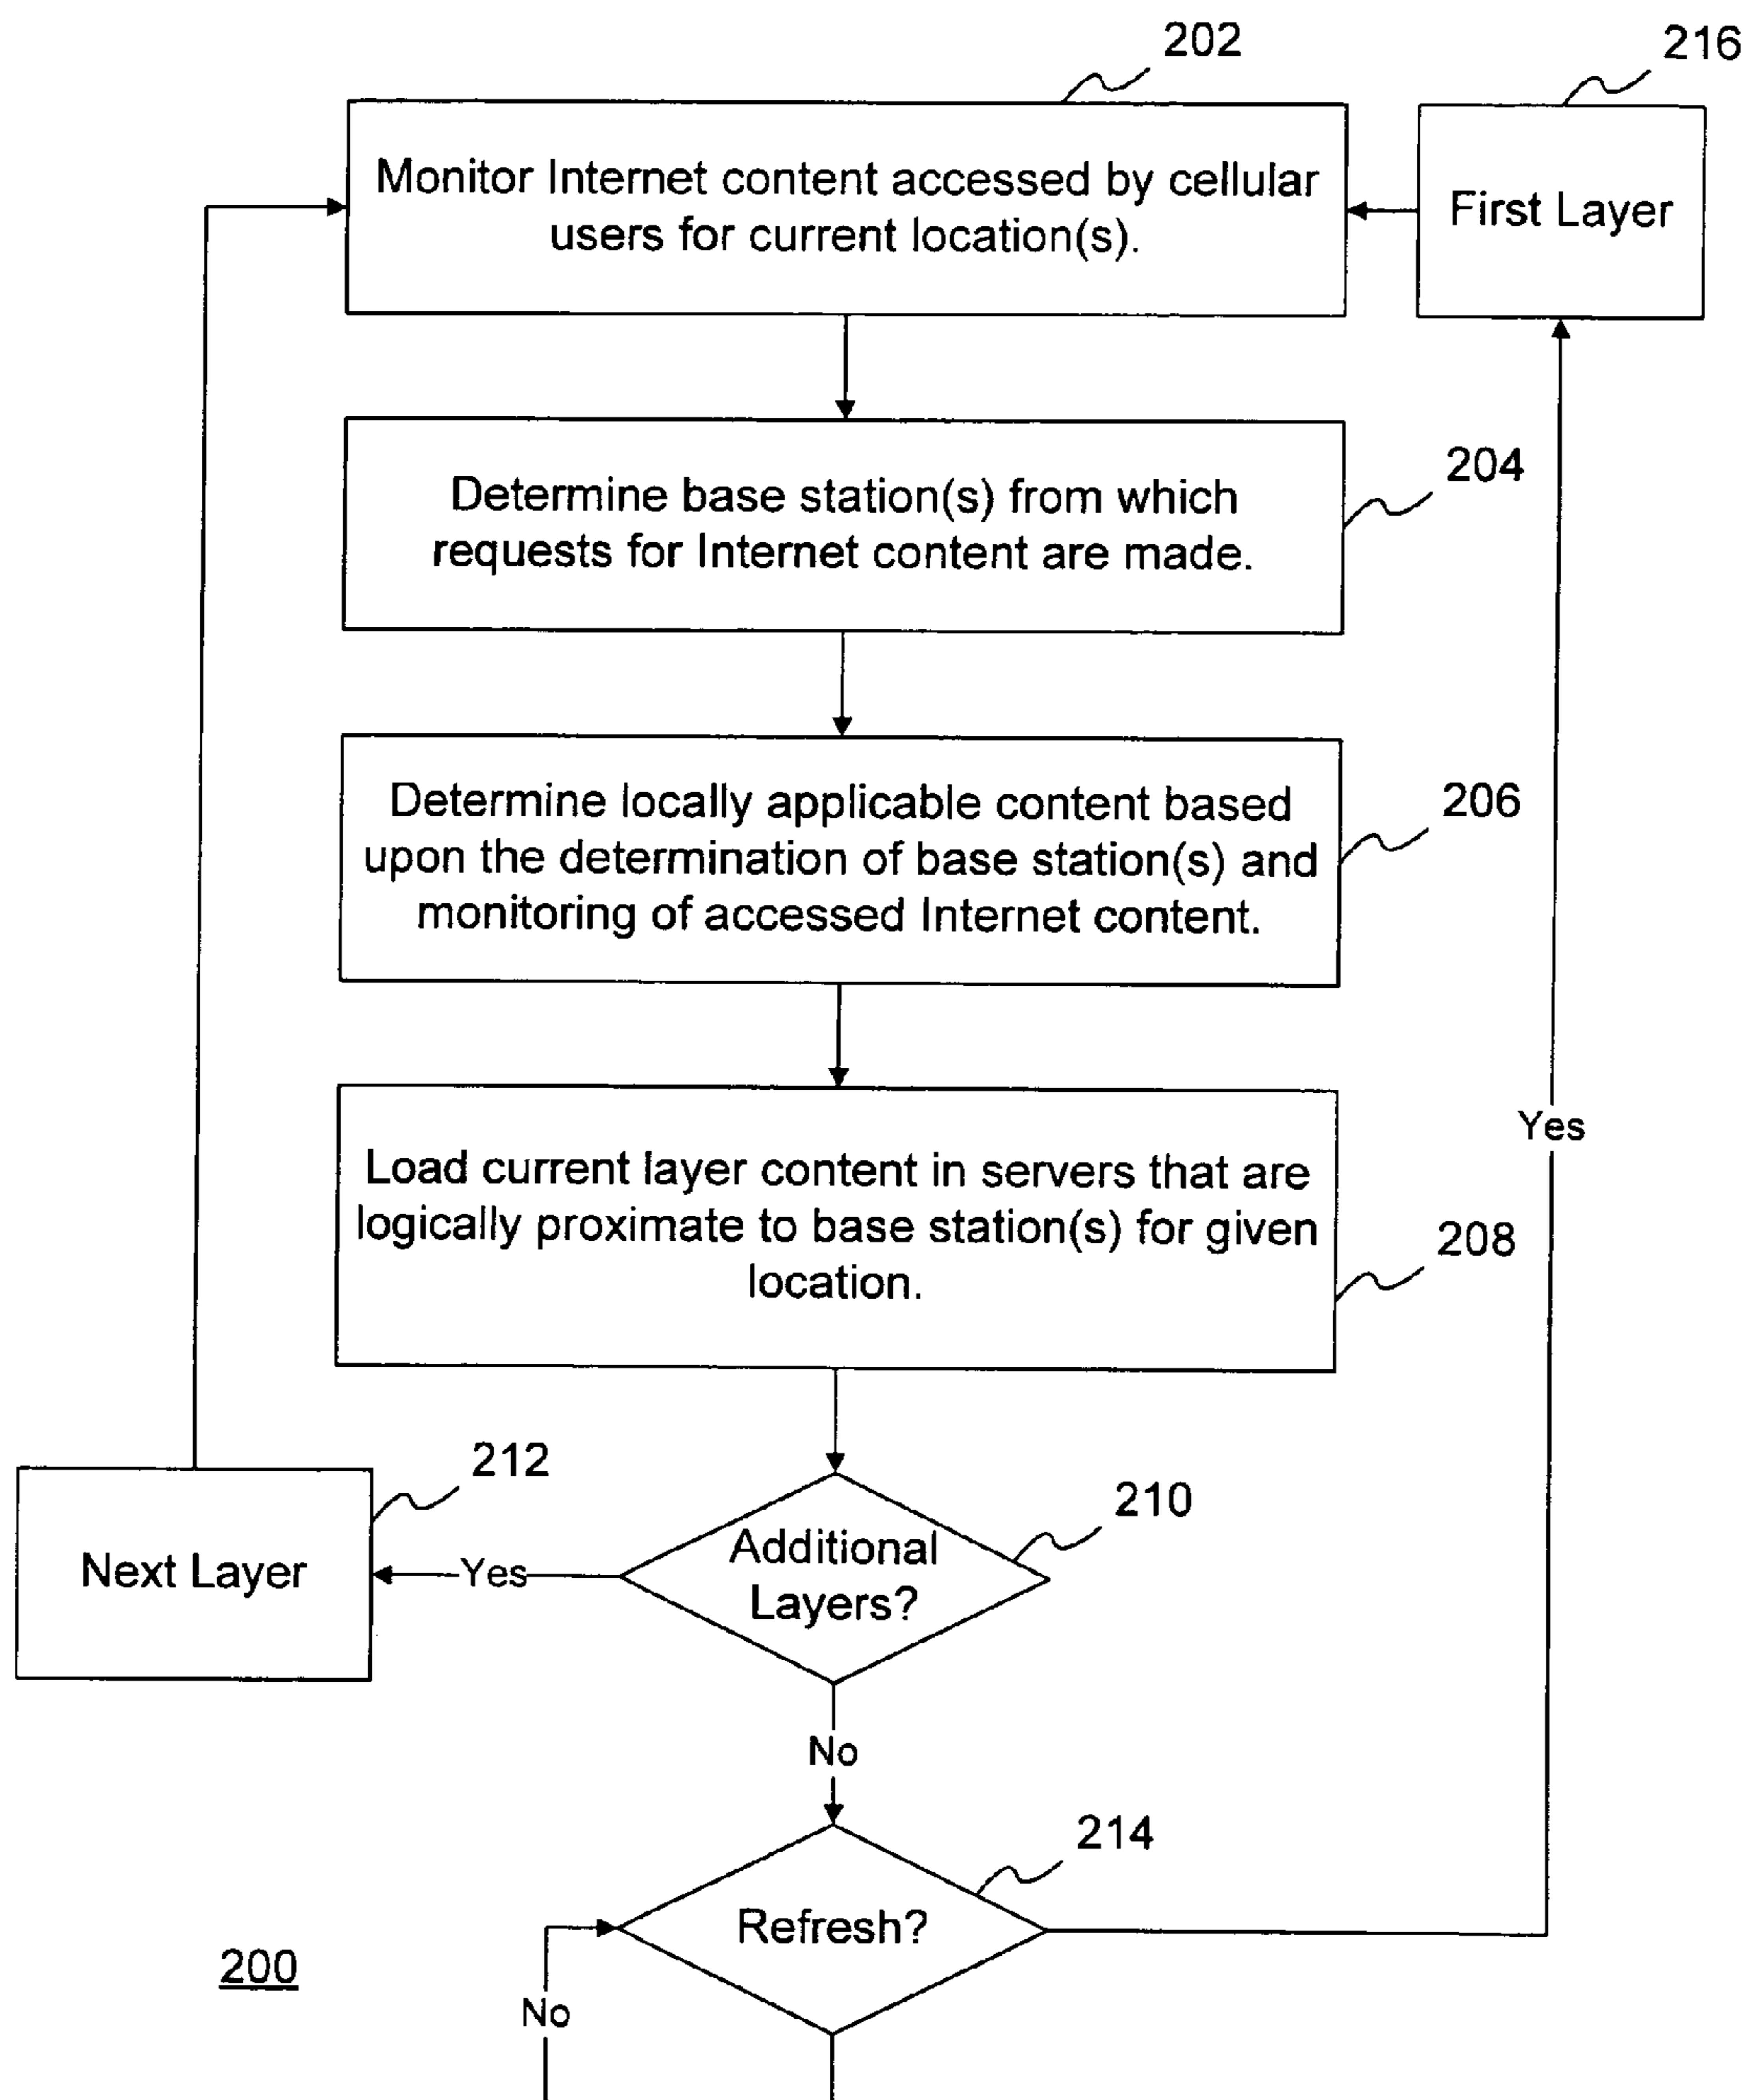 202
216
Monitor Internet content accessed by cellular
users for current location(s).
First Layer
204
Determine base station(s) from which
requests for Internet content are made.
206
Determine locally applicable content based
upon the determination of base station(s) and
monitoring of accessed Internet content.
Yes
Load current layer content in servers that are
logically proximate to base station(s) for given
location.
208
212
210
Next Layer
Yes
Additional
Layers?
No
214
Refresh?
200
No